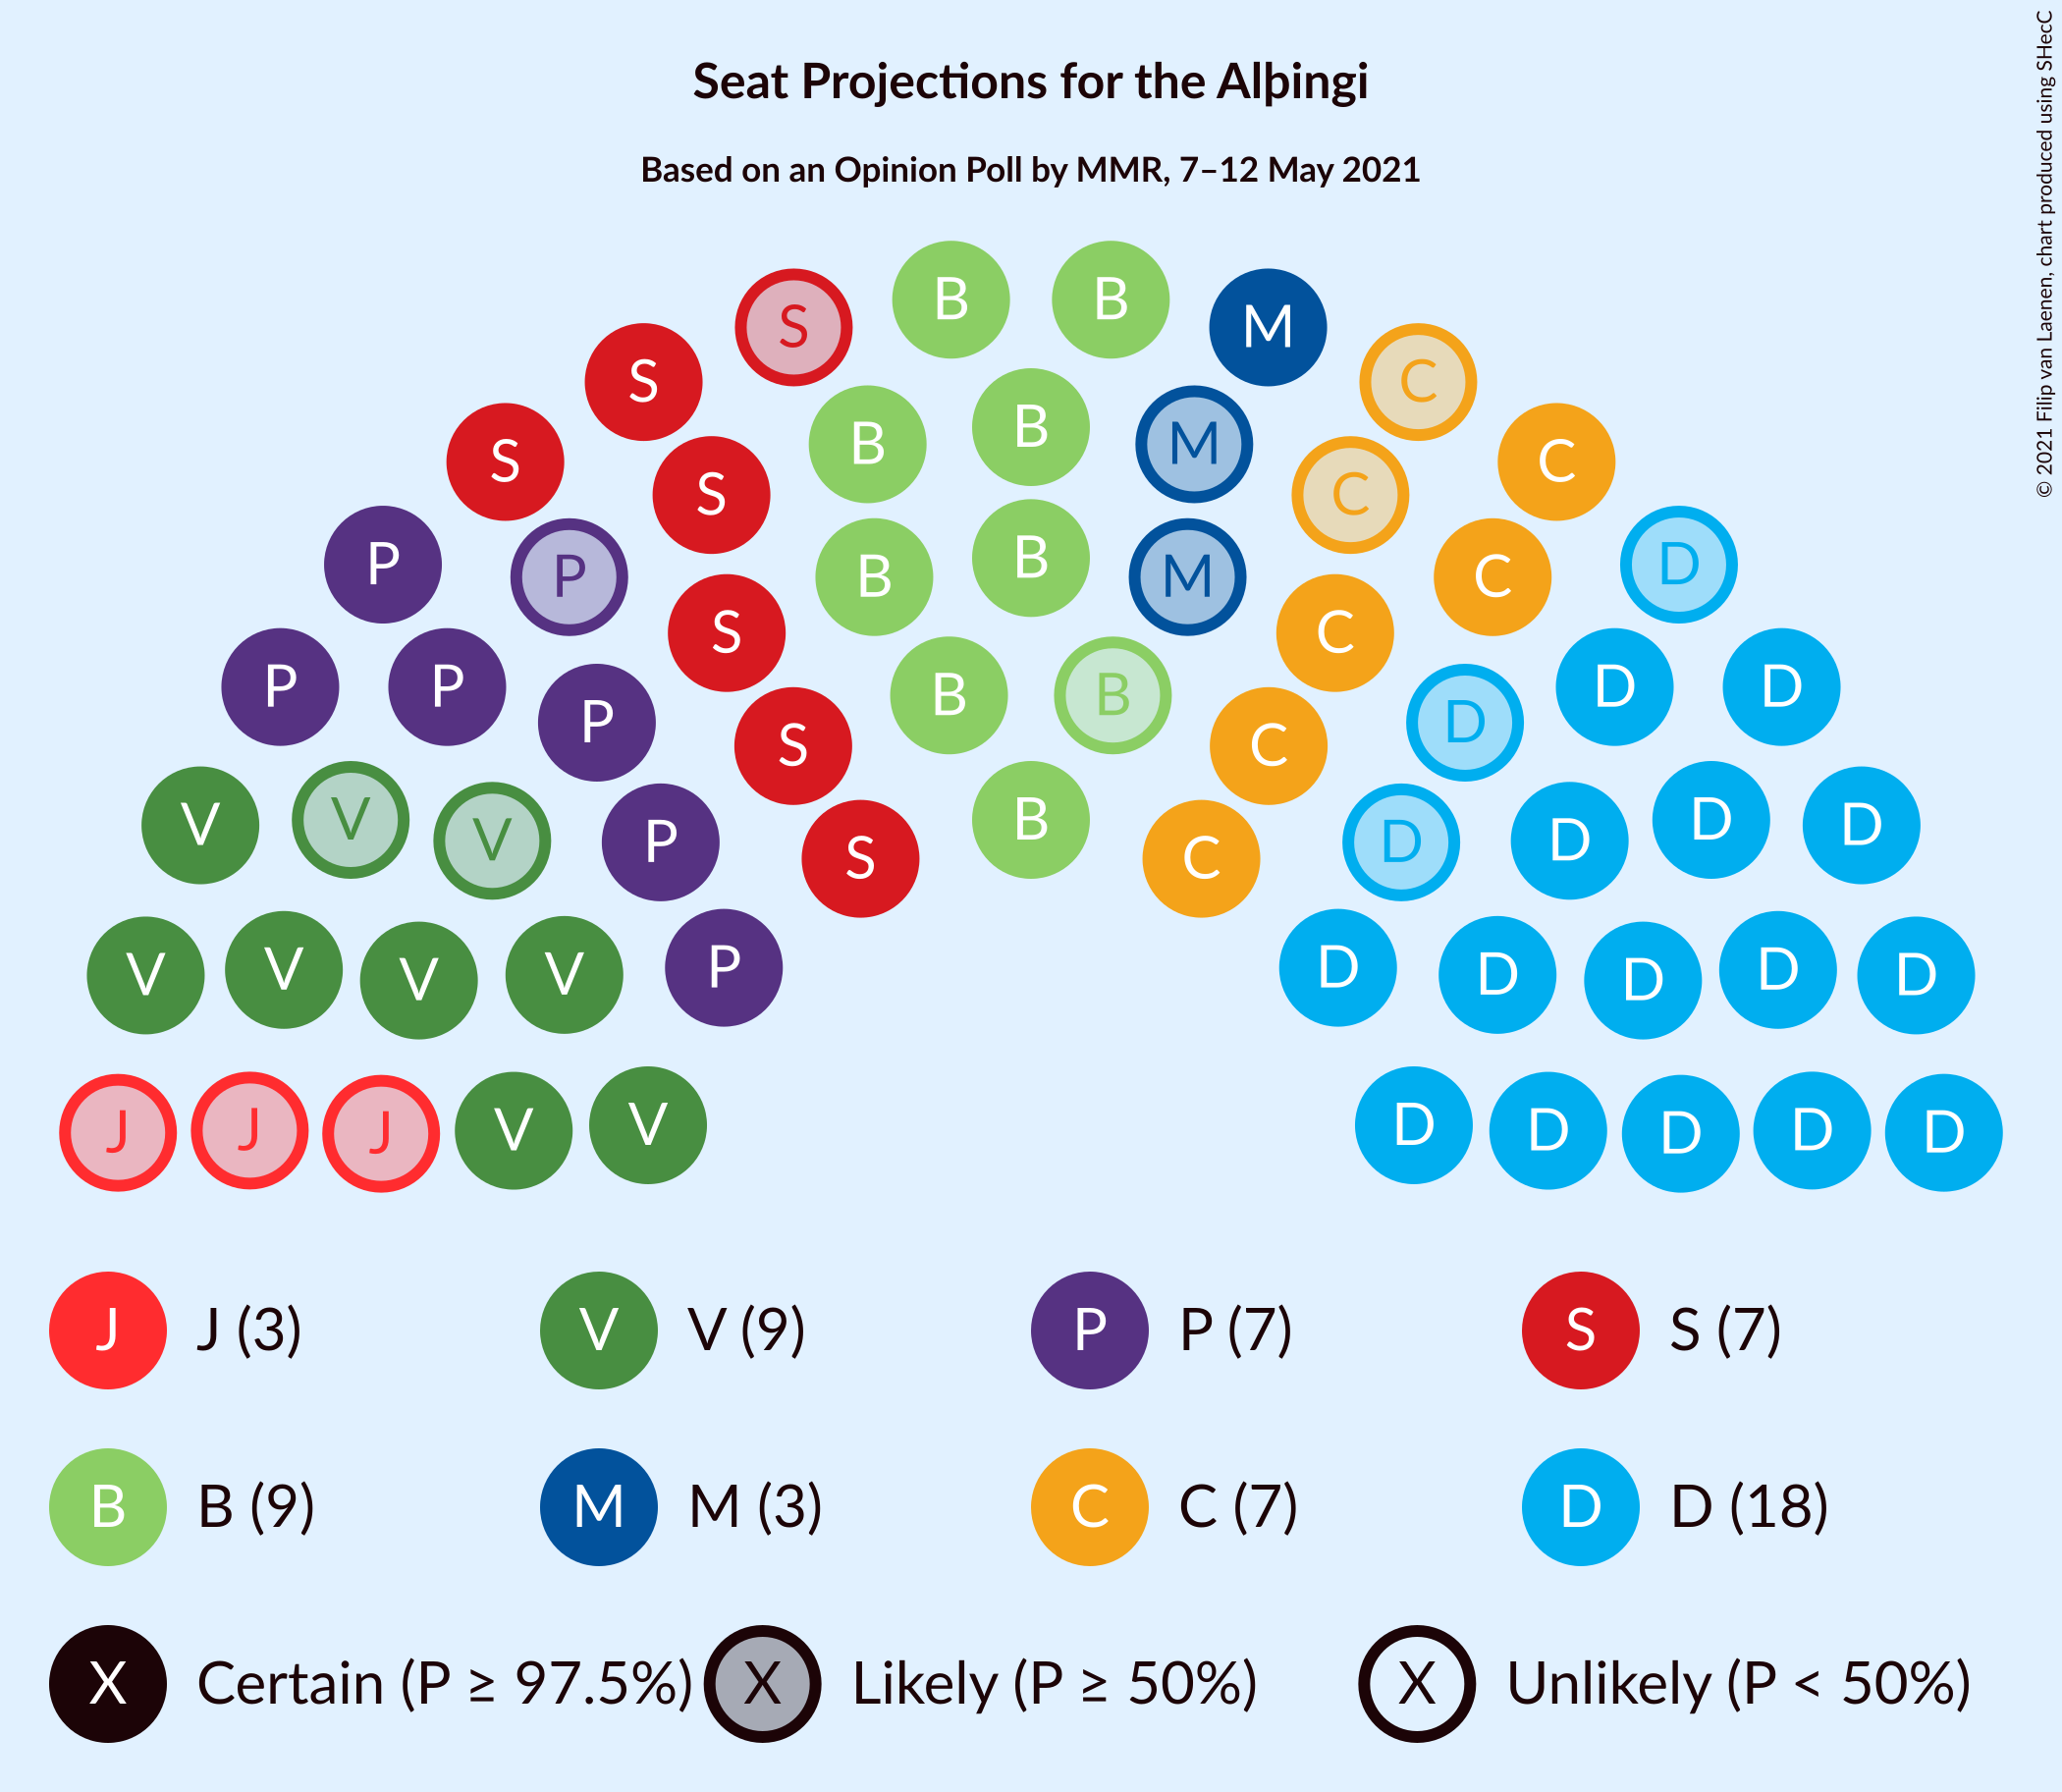 Seat Projections for the Alþingi
Based on an Opinion Poll by MMR, 7–12 May 2021
© 2021 Filip van Laenen, chart produced using SHecC
B B
S M
S C
B
B M
S C
S C
B
P D
P B M C
S C
P P D D
B B
P D
S C
V V B D D
V P D D
S C
V V V V P D D D D D
J J J V V D D D D D
J J (3) V V (9) P P (7) S S (7)
B B (9) M M (3) C C (7) D D (18)
X Certain (P ≥ 97.5%) X Likely (P ≥ 50%) X Unlikely (P < 50%)